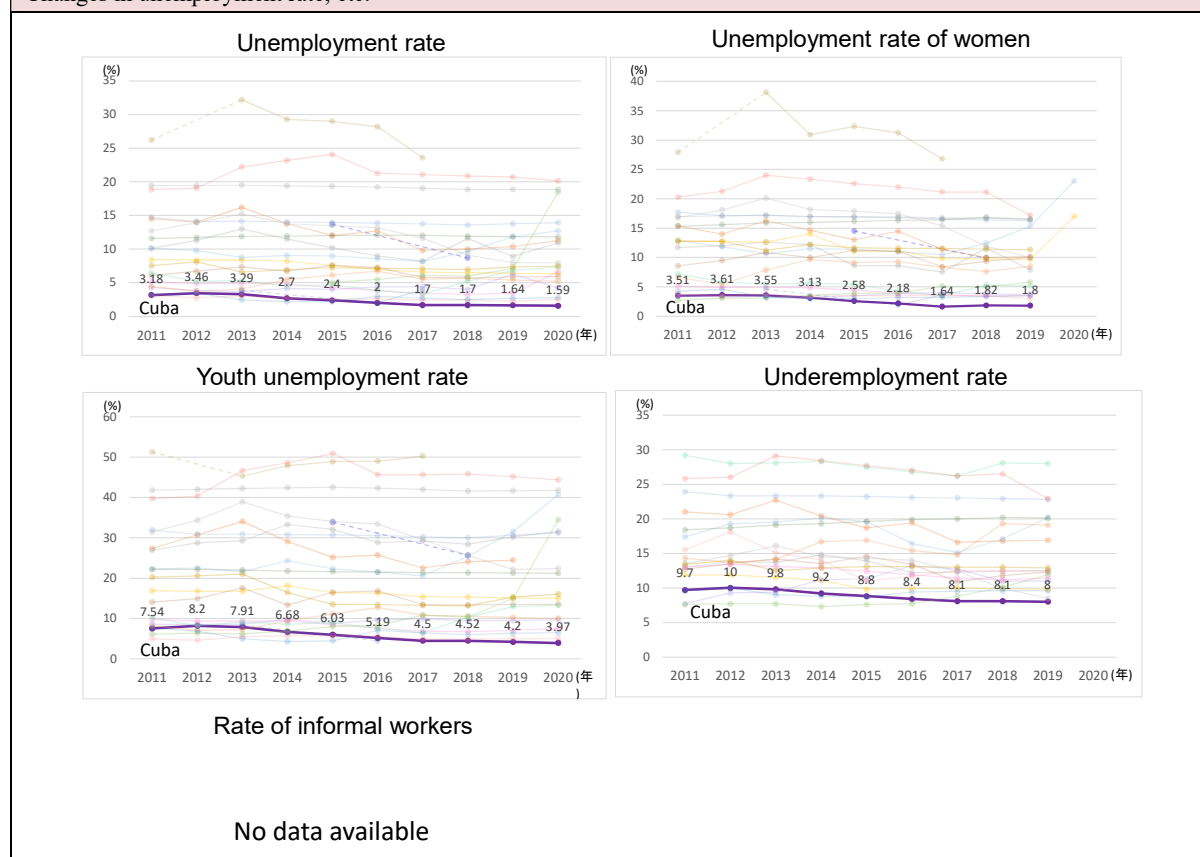 Changes in unemployment rate, etc.
Unemployment rate
(%)
35
30
25
20
15
10
5
0
3.18 3.46 3.29 2.7 2.4 2 1.7 1.7 1.64 1.59
Cuba
2011 2012 2013 2014 2015 2016 2017 2018 2019 2020 (年)
Unemployment rate of women
(%)
40
35
30
25
20
15
10
5
0
3.51 3.61 3.55 3.13 2.58 2.18 1.64 1.82 1.8
Cuba
2011 2012 2013 2014 2015 2016 2017 2018 2019 2020 (年)
Youth unemployment rate
(%)
60
50
40
30
20
10
0
7.54 8.2 7.91 6.68 6.03 5.19 4.5 4.52 4.2 3.97
Cuba
2011 2012 2013 2014 2015 2016 2017 2018 2019 2020 (年
)
Underemployment rate
(%)
35
30
25
20
15
10
5
0
9.7 10 9.8 9.2 8.8 8.4 8.1 8.1 8
Cuba
2011 2012 2013 2014 2015 2016 2017 2018 2019 2020 (年)
Rate of informal workers
No data available